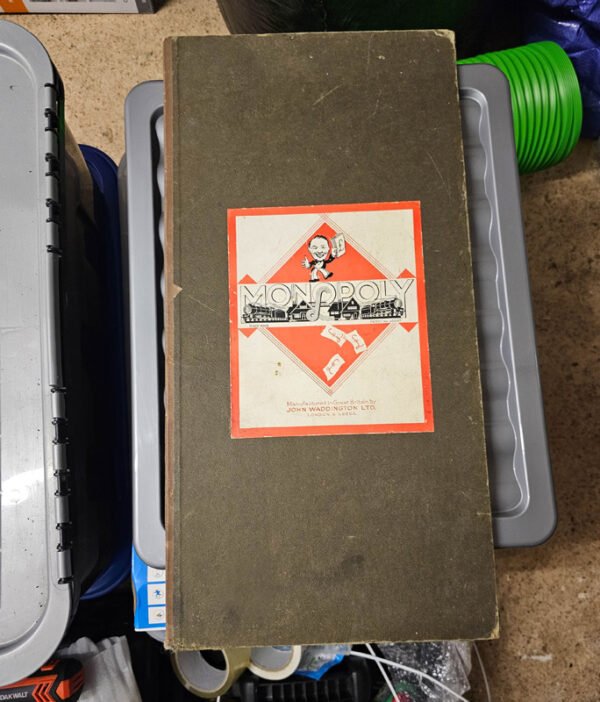 MONOPOLY
Manufactured in Great Britain by
JOHN WADDINGTON LTD.
LONDON & LEEDS